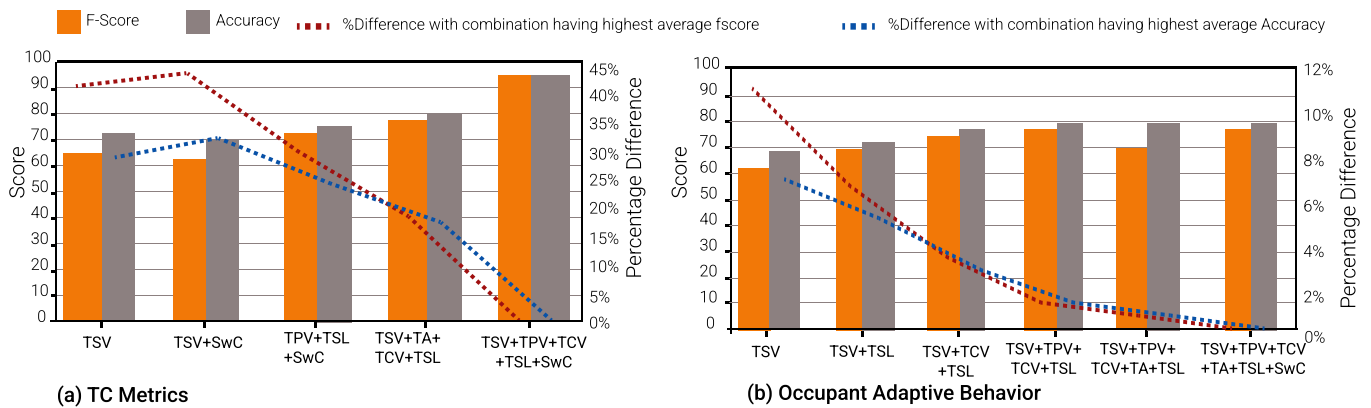 F-Score
Accuracy
%Difference with combination having highest average fscore
%Difference with combination having highest average Accuracy
Score
100
90
80
70
60
50
40
30
20
10
0
45%
40%
35%
30%
25%
20%
15%
10%
5%
0%
Percentage Difference
TSV
TSV+SwC
TPV+TSL
+SwC
TSV+TA+
TCV+TSL
TSV+TPV+TCV
+TSL+SwC
(a) TC Metrics
Score
100
90
80
70
60
50
40
30
20
10
0
12%
10%
8%
6%
4%
2%
0%
Percentage Difference
TSV
TSV+TSL
TSV+TCV
+TSL
TSV+TPV+
TCV+TSL
TSV+TPV+
TCV+TA+TSL
TSV+TPV+TCV
+TA+TSL+SwC
(b) Occupant Adaptive Behavior